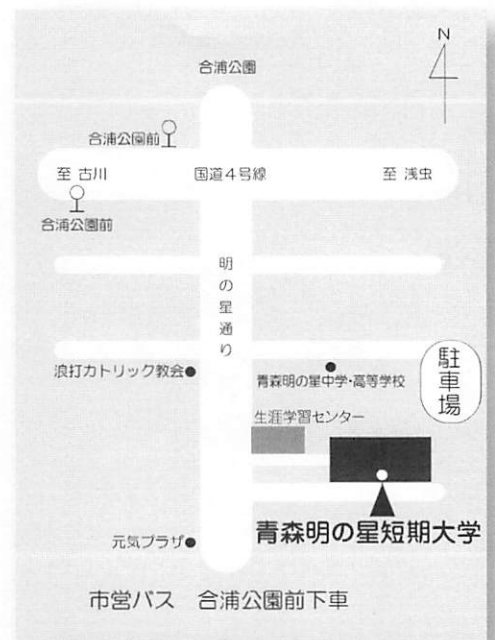 N
合浦公園
合浦公園前
至 古川
国道4号線
至 浅虫
合浦公園前
明の星通り
浪打カトリック教会
青森明の星中学・高等学校
駐車場
生涯学習センター
青森明の星短期大学
元気プラザ
市営バス 合浦公園前下車